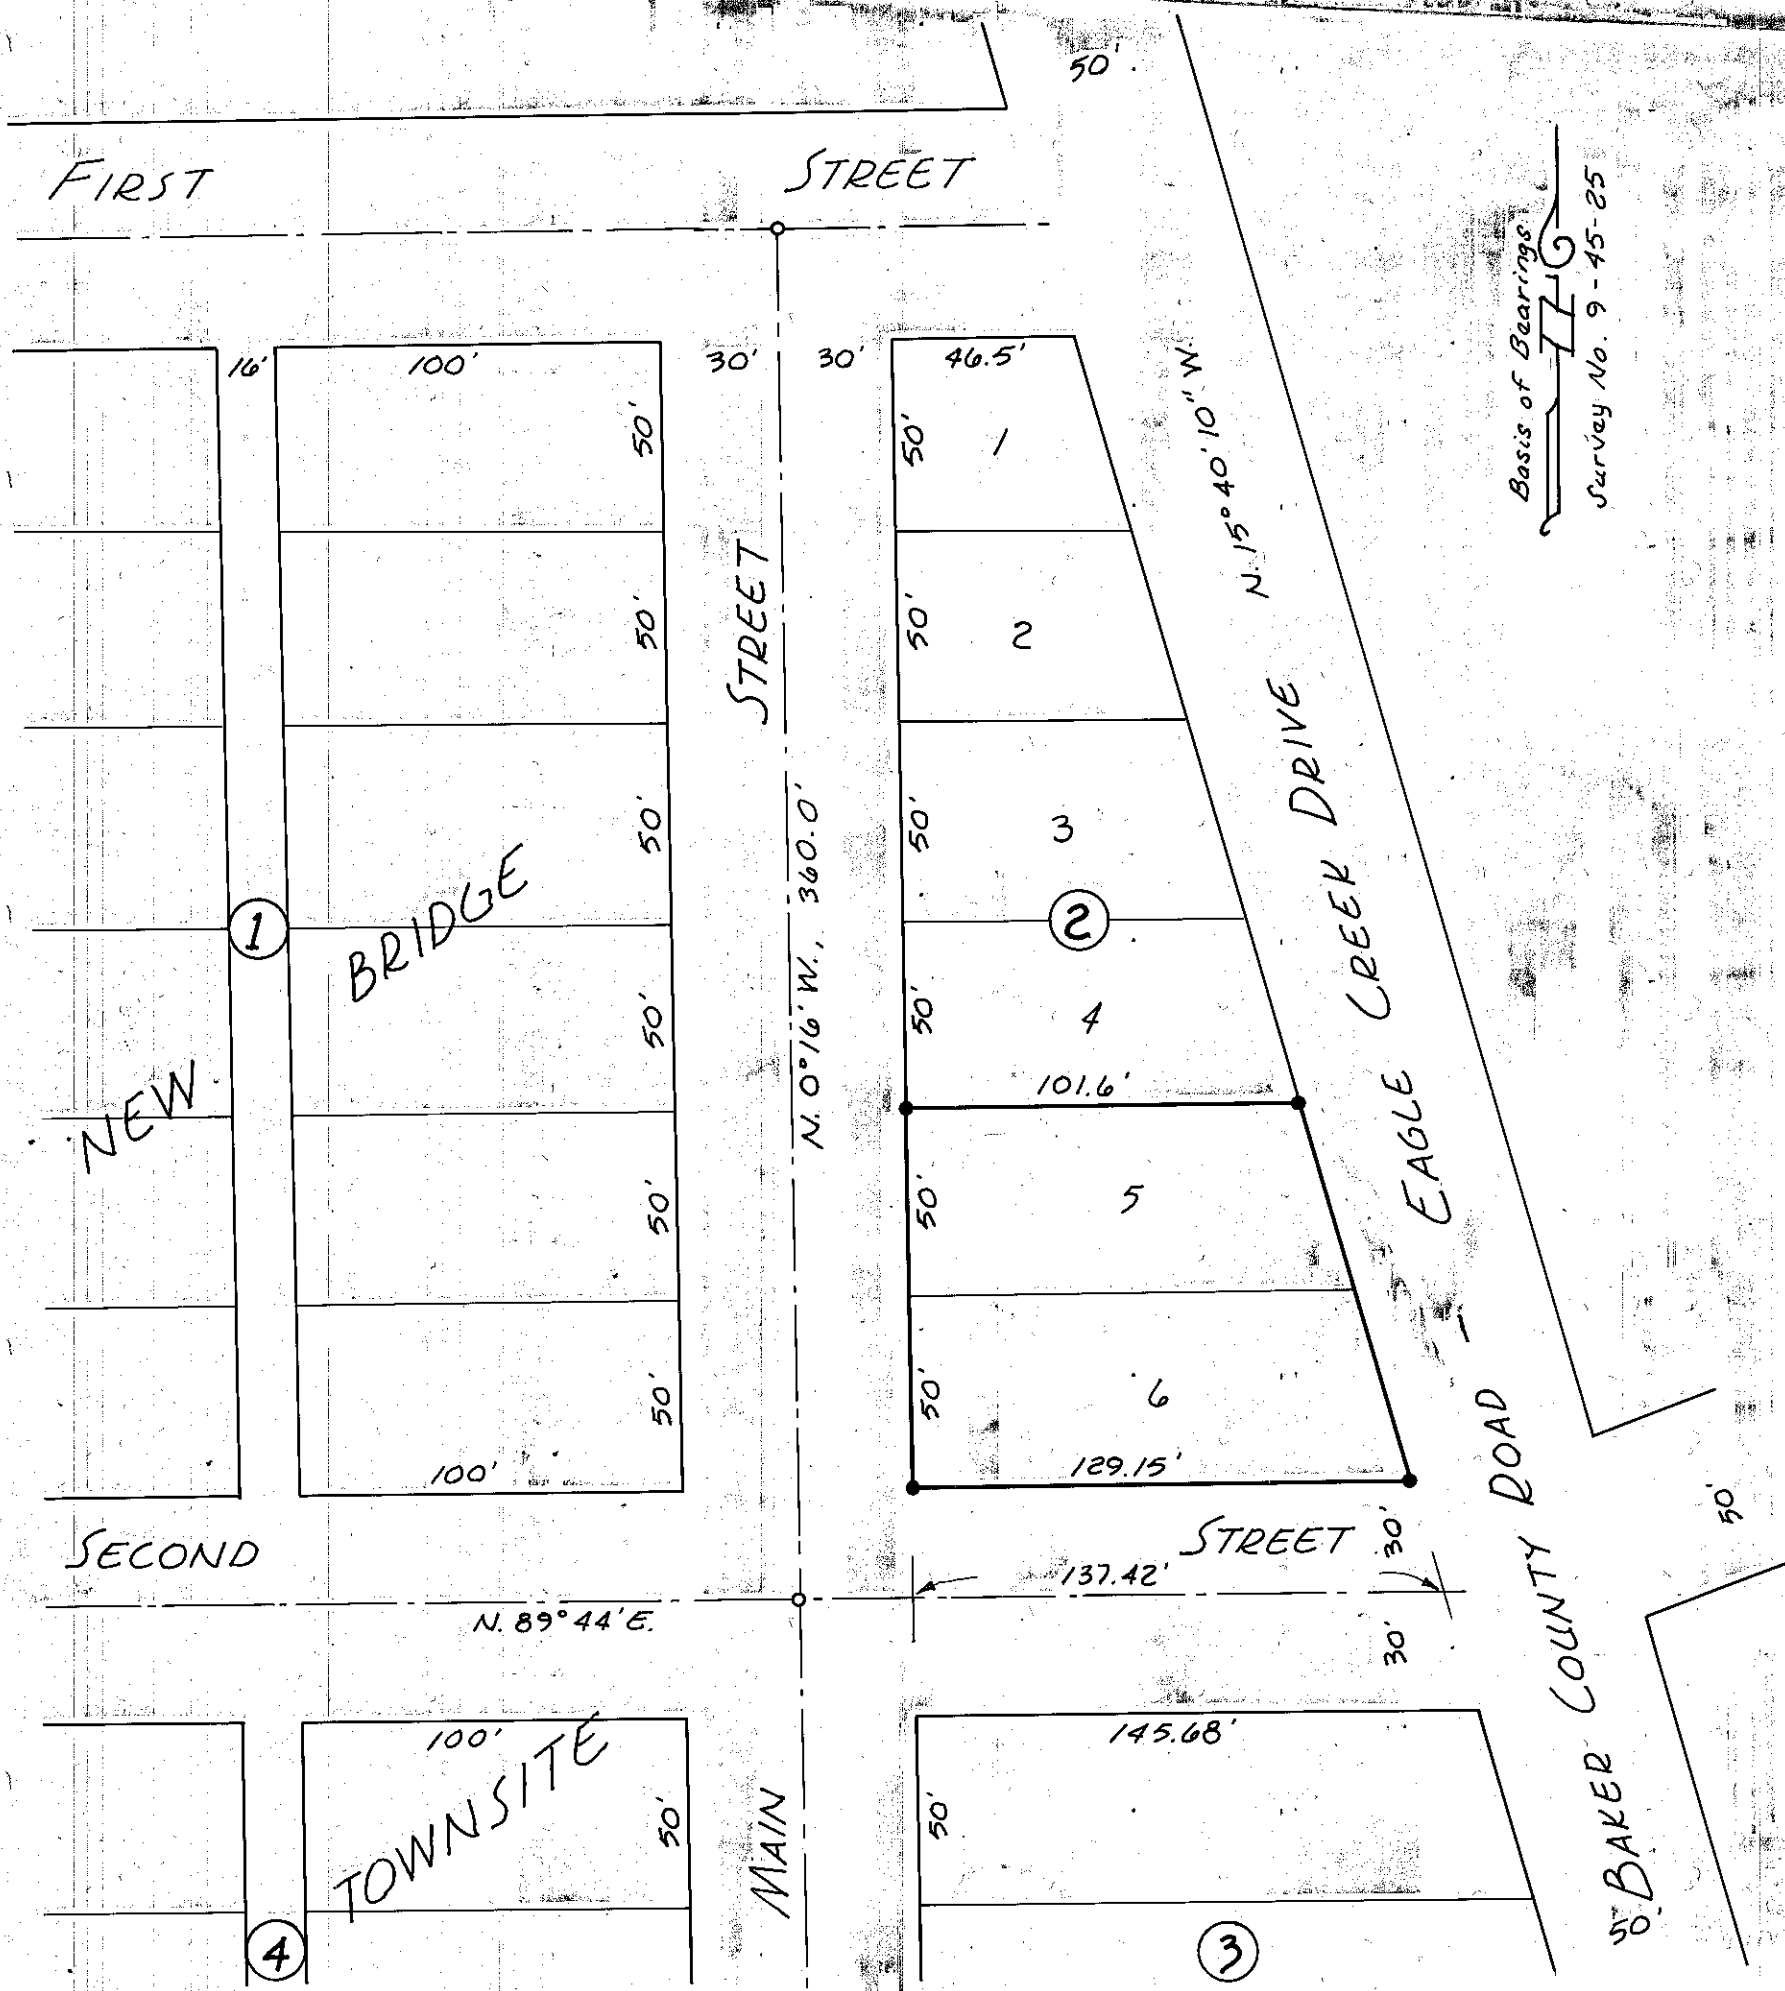 50'
FIRST STREET
Basis of Bearings:
Survey No. 9-45-25
16'
100'
30'
30'
46.5'
50'
50'
1
N. 15° 40' 10" W.
50'
50'
2
STREET
50'
50'
3
EAGLE CREEK DRIVE
BRIDGE
1
2
N. 0° 16' W., 360.0'
50'
50'
4
NEW
101.6'
50'
50'
5
50'
50'
6
100'
129.15'
SECOND STREET
30'
50'
137.42'
N. 89° 44' E.
30'
BAKER COUNTY ROAD -
100'
145.68'
TOWNSITE
50'
MAIN
50'
50'
4
3